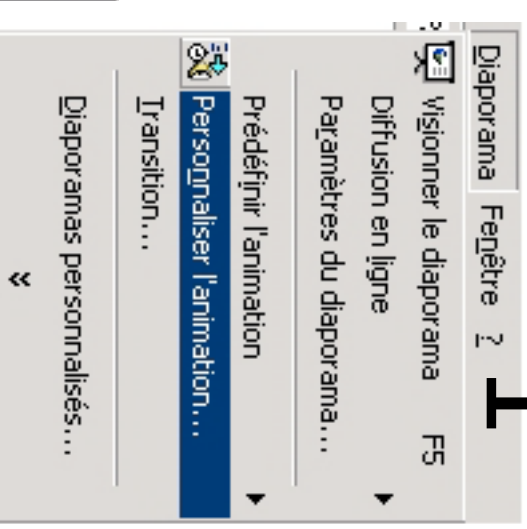 Diaporama Fenêtre ?
Visionner le diaporama F5
Diffusion en ligne
Paramètres du diaporama...
Prédéfinir l'animation
Personnaliser l'animation...
Transition...
Diaporamas personnalisés...